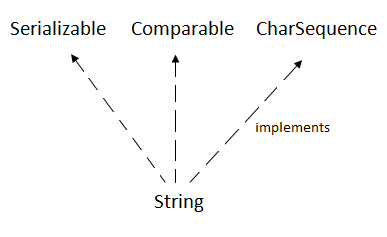 Serializable Comparable CharSequence
implements
String